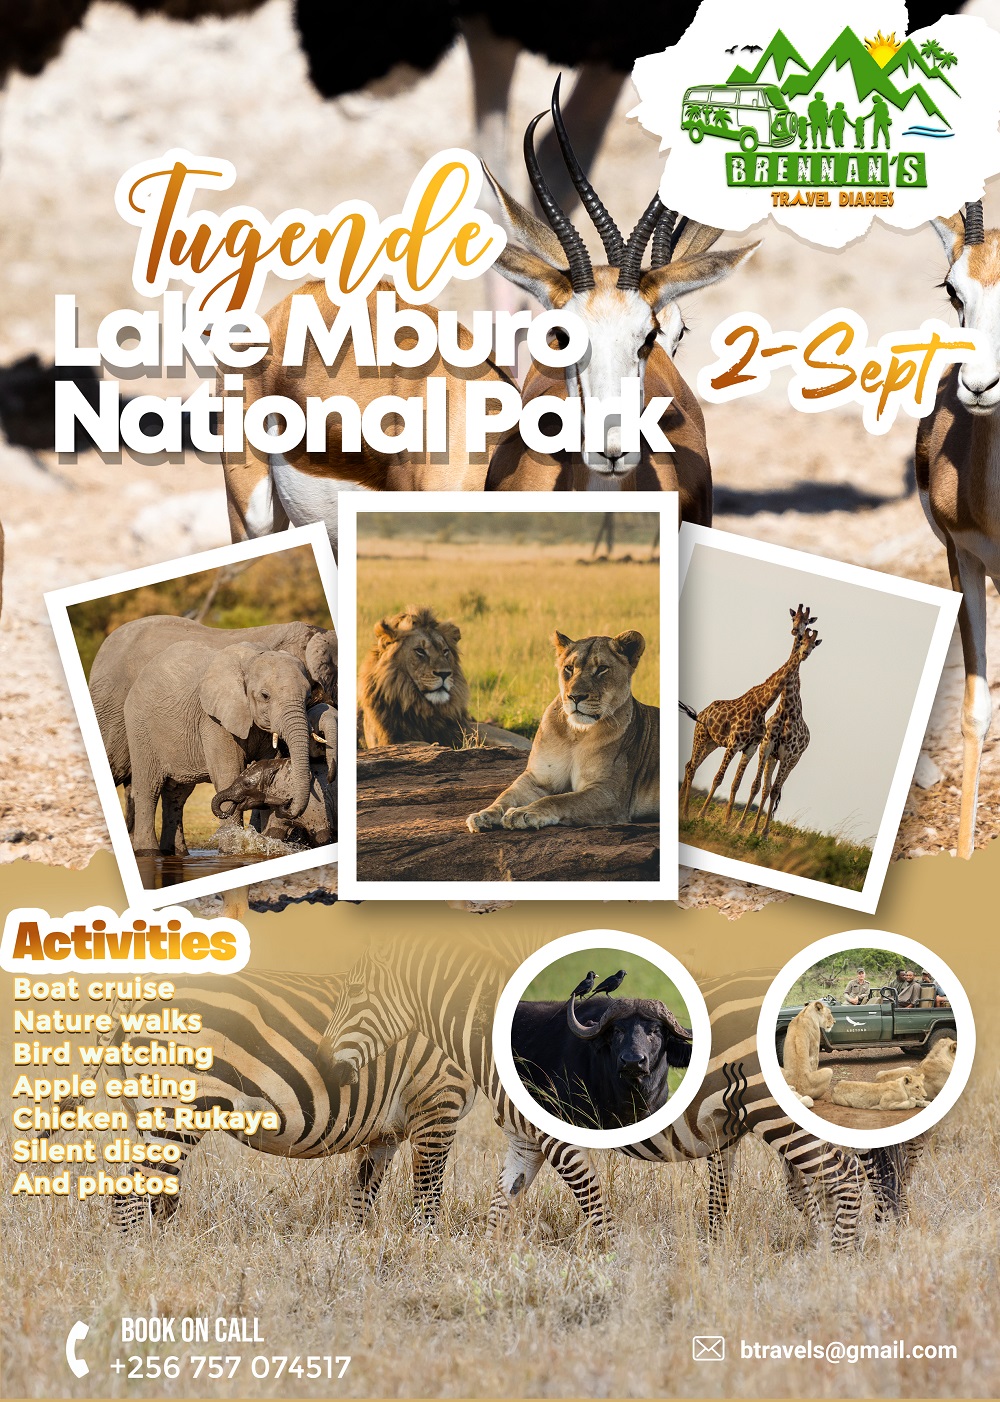 BRENNAN'S
TRAVEL DIARIES
Tugende
Lake Mburo
National Park
2-Sept
Activities
Boat cruise
Nature walks
Bird watching
Apple eating
Chicken at Rukaya
Silent disco
And photos
BOOK ON CALL
+256 757 074517
btravels@gmail.com